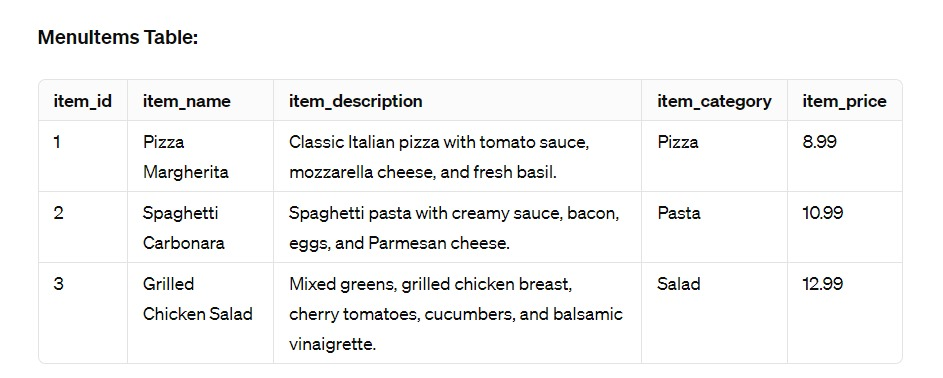 MenuItems Table:
item_id item_name item_description item_category item_price
1 Pizza Classic Italian pizza with tomato sauce, Pizza 8.99
Margherita mozzarella cheese, and fresh basil.
2 Spaghetti Spaghetti pasta with creamy sauce, bacon, Pasta 10.99
Carbonara eggs, and Parmesan cheese.
3 Grilled Mixed greens, grilled chicken breast, Salad 12.99
Chicken Salad cherry tomatoes, cucumbers, and balsamic
vinaigrette.